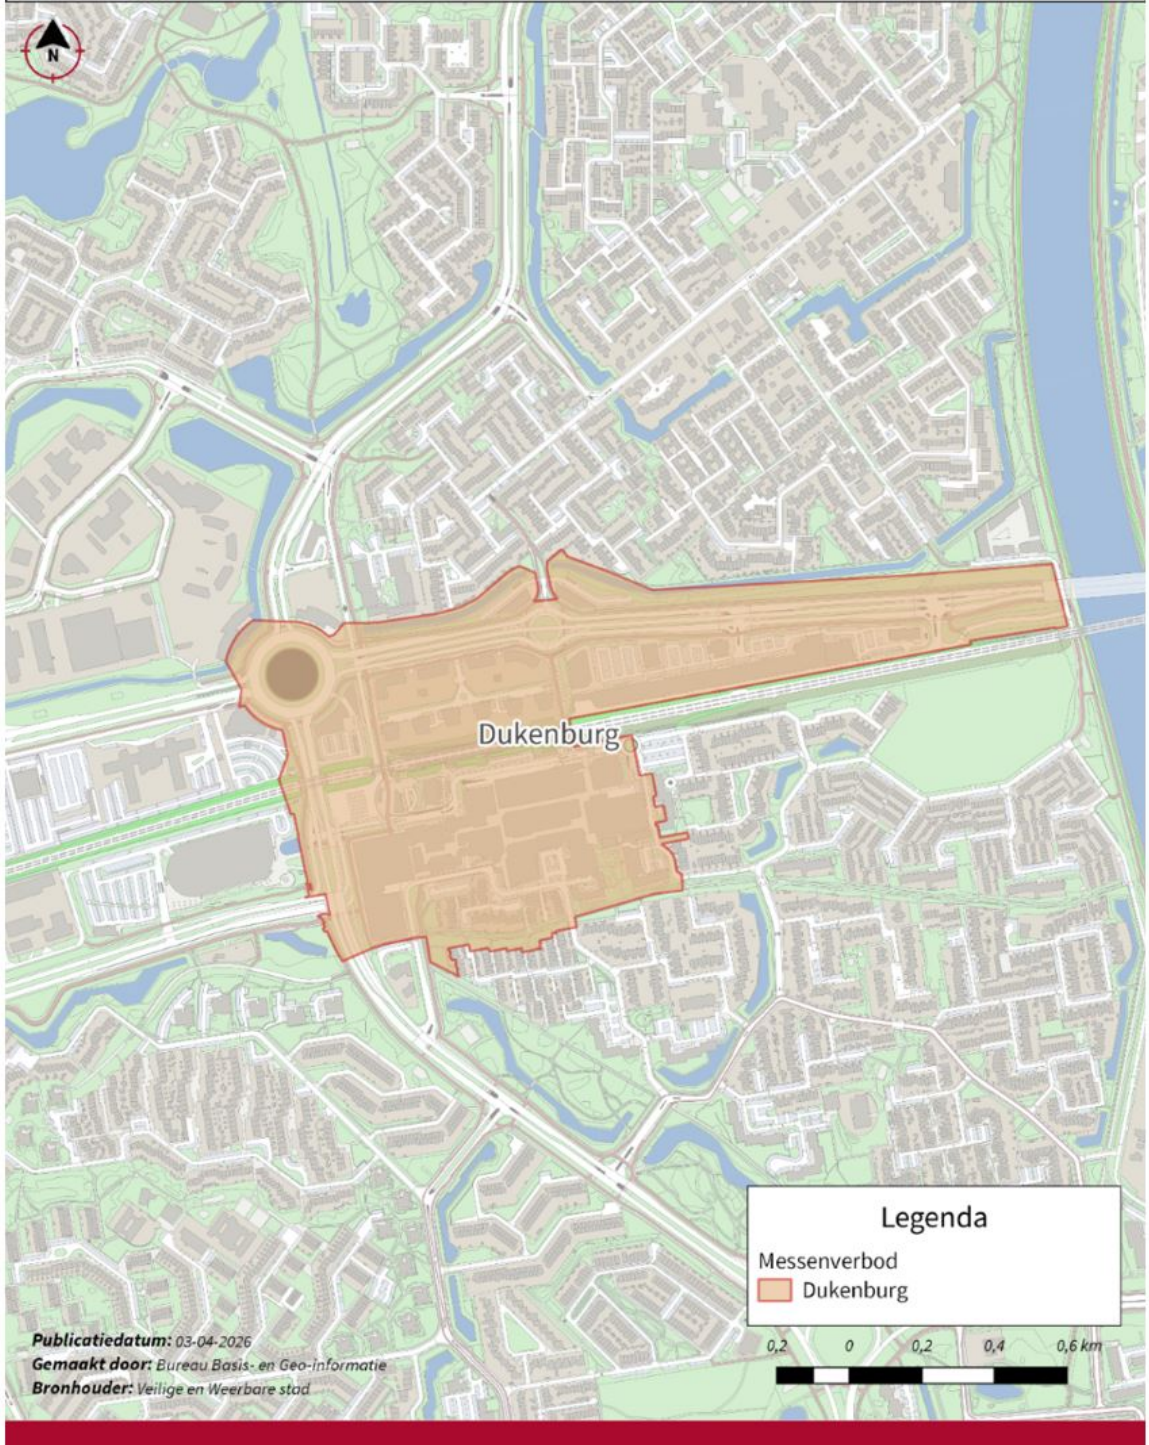 N
Dukenburg
Legenda
Messenverbod
Dukenburg
Publicatiedatum: 03-04-2026
Gemaakt door: Bureau Basis- en Geo-informatie
Bronhouder: Veilige en Weerbare stad
0,2 0 0,2 0,4 0,6 km